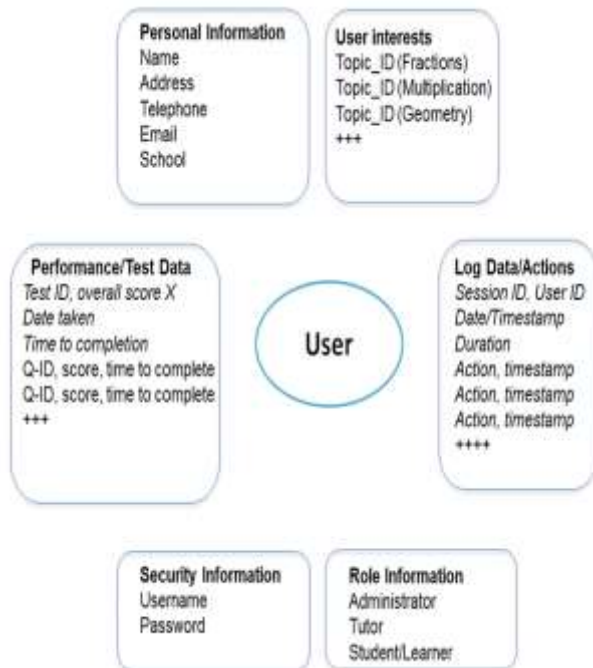 Personal Information
Name
Address
Telephone
Email
School
User interests
Topic_ID (Fractions)
Topic_ID (Multiplication)
Topic_ID (Geometry)
+++
Performance/Test Data
Test ID, overall score X
Date taken
Time to completion
Q-ID, score, time to complete
Q-ID, score, time to complete
+++
User
Log Data/Actions
Session ID, User ID
Date/Timestamp
Duration
Action, timestamp
Action, timestamp
Action, timestamp
++++
Security Information
Username
Password
Role Information
Administrator
Tutor
Student/Learner